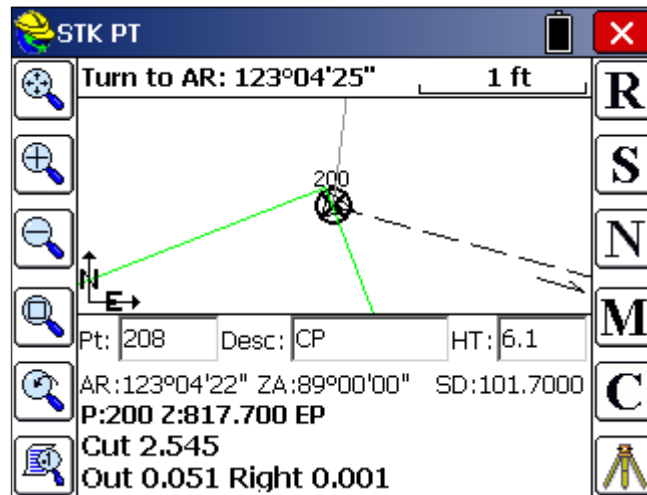 STK PT
Turn to AR: 123°04'25" 1 ft
R
S
N
M
C
200
N
E
Pt: 208 Desc: CP HT: 6.1
AR:123°04'22" ZA:89°00'00" SD:101.7000
P:200 Z:817.700 EP
Cut 2.545
Out 0.051 Right 0.001